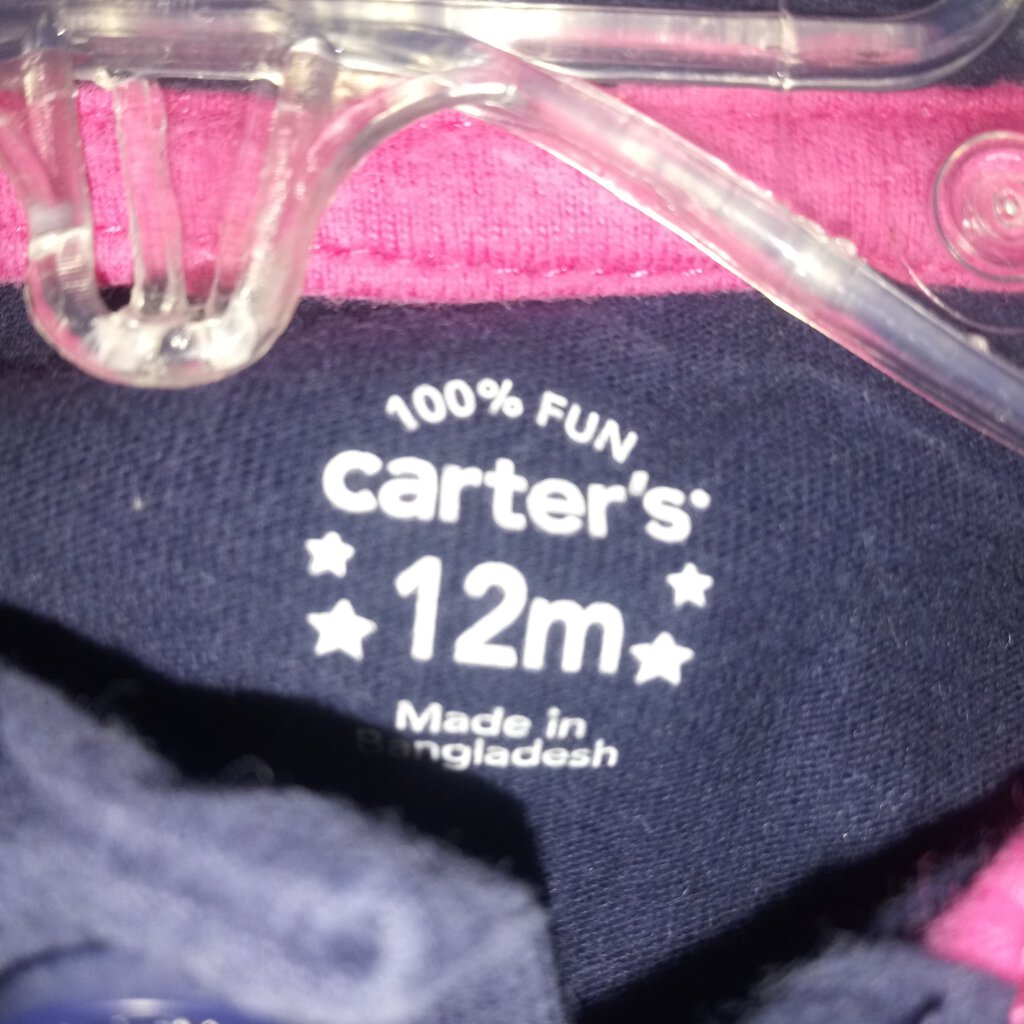 100% FUN
carter's
12m
Made in
Bangladesh